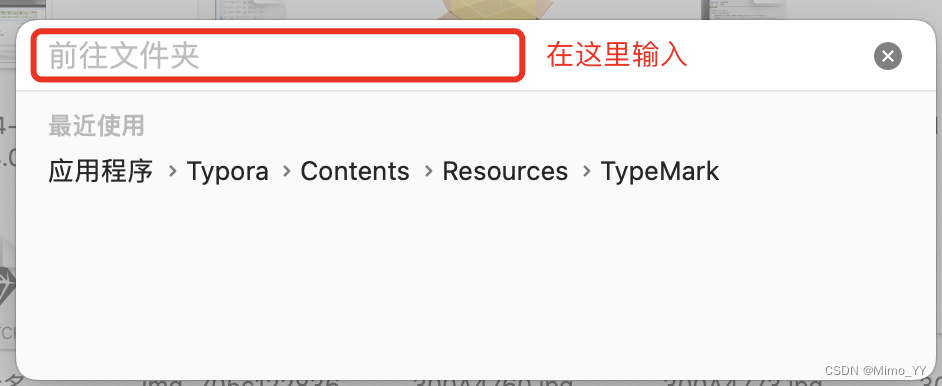 前往文件夹 在这里输入
最近使用
应用程序 › Typora › Contents › Resources › TypeMark
CSDN @Mimo_YY